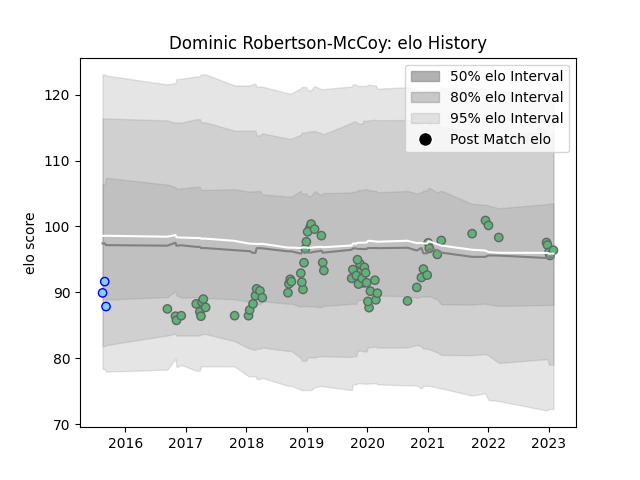 Dominic Robertson-McCoy: elo History
50% elo Interval
80% elo Interval
95% elo Interval
Post Match elo
elo score
120
110
100
90
80
70
2016 2017 2018 2019 2020 2021 2022 2023